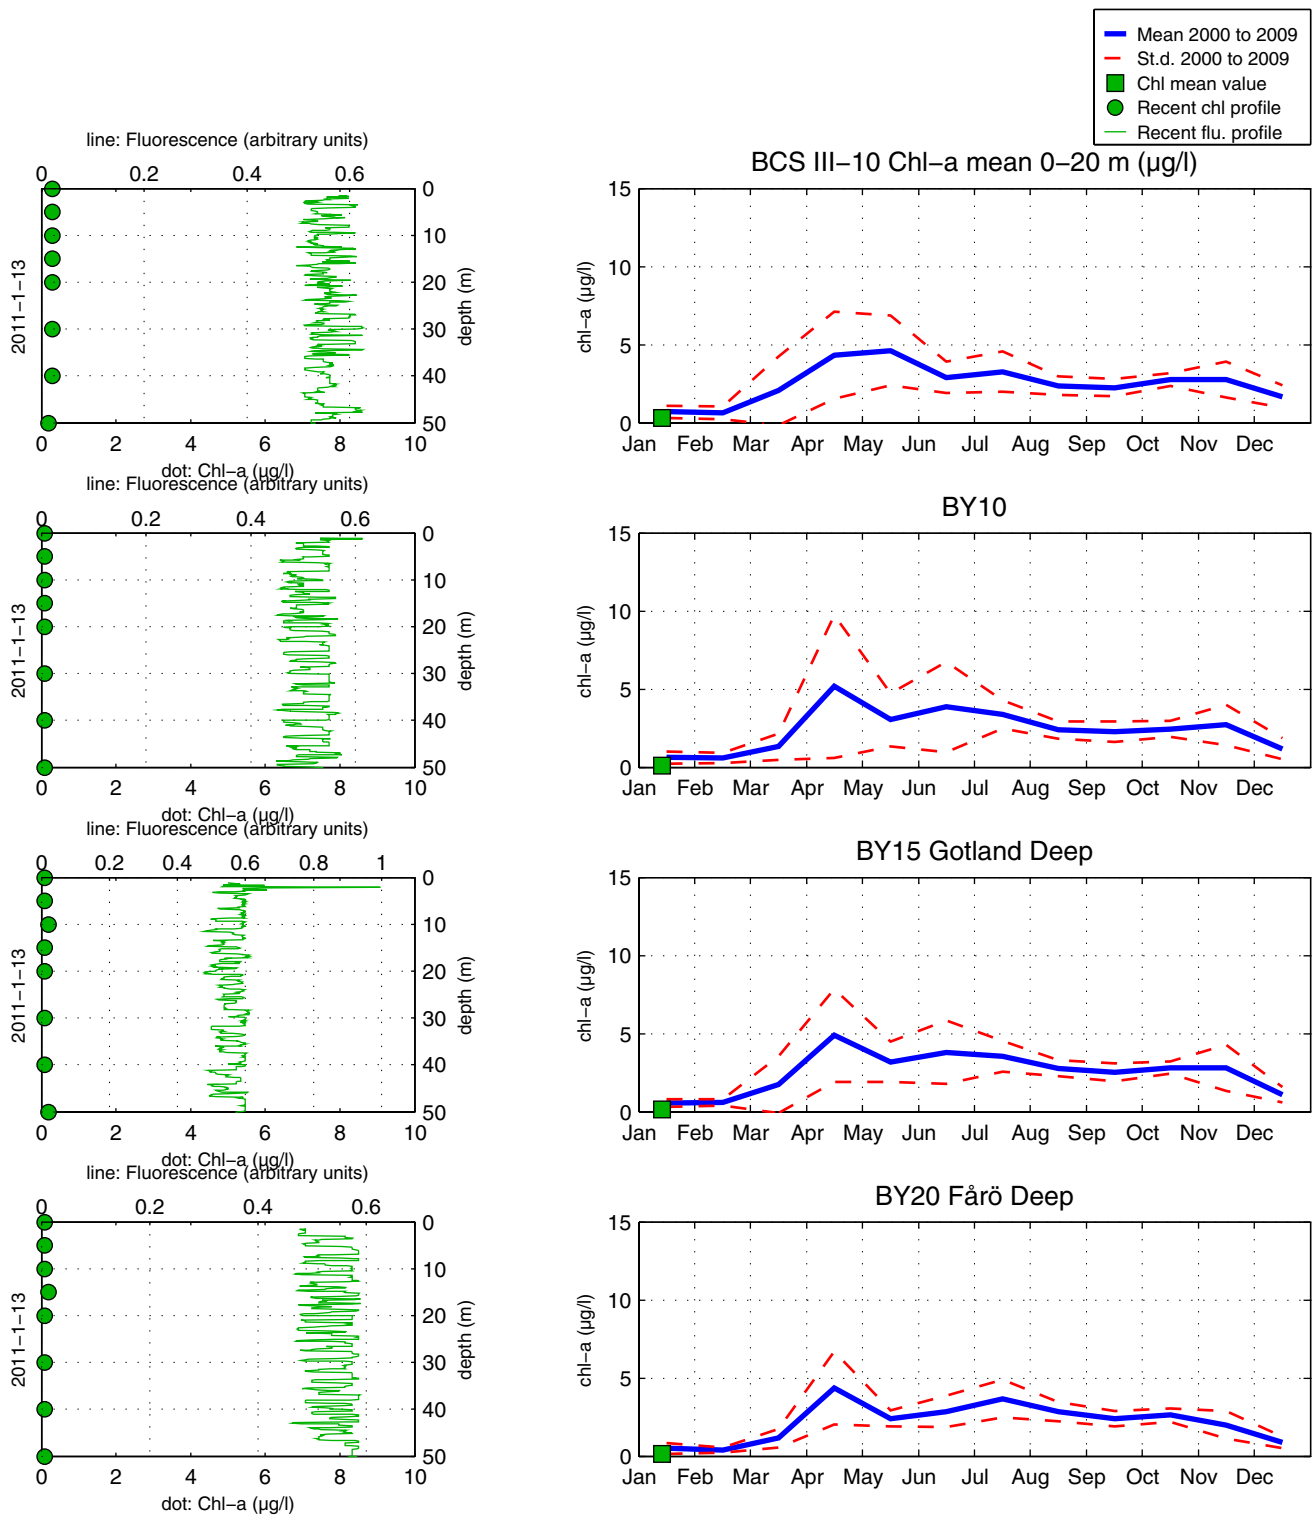 Mean 2000 to 2009
St.d. 2000 to 2009
Chl mean value
Recent chl profile
Recent flu. profile
line: Fluorescence (arbitrary units)
0 0.2 0.4 0.6
0
10
20
30
40
50
depth (m)
2011−1−13
0 2 4 6 8 10
dot: Chl−a (µg/l)
BCS III−10 Chl−a mean 0−20 m (µg/l)
15
10
5
0
chl−a (µg/l)
Jan Feb Mar Apr May Jun Jul Aug Sep Oct Nov Dec
line: Fluorescence (arbitrary units)
0 0.2 0.4 0.6
0
10
20
30
40
50
depth (m)
2011−1−13
0 2 4 6 8 10
dot: Chl−a (µg/l)
BY10
15
10
5
0
chl−a (µg/l)
Jan Feb Mar Apr May Jun Jul Aug Sep Oct Nov Dec
line: Fluorescence (arbitrary units)
0 0.2 0.4 0.6 0.8 1
0
10
20
30
40
50
depth (m)
2011−1−13
0 2 4 6 8 10
dot: Chl−a (µg/l)
BY15 Gotland Deep
15
10
5
0
chl−a (µg/l)
Jan Feb Mar Apr May Jun Jul Aug Sep Oct Nov Dec
line: Fluorescence (arbitrary units)
0 0.2 0.4 0.6
0
10
20
30
40
50
depth (m)
2011−1−13
0 2 4 6 8 10
dot: Chl−a (µg/l)
BY20 Fårö Deep
15
10
5
0
chl−a (µg/l)
Jan Feb Mar Apr May Jun Jul Aug Sep Oct Nov Dec